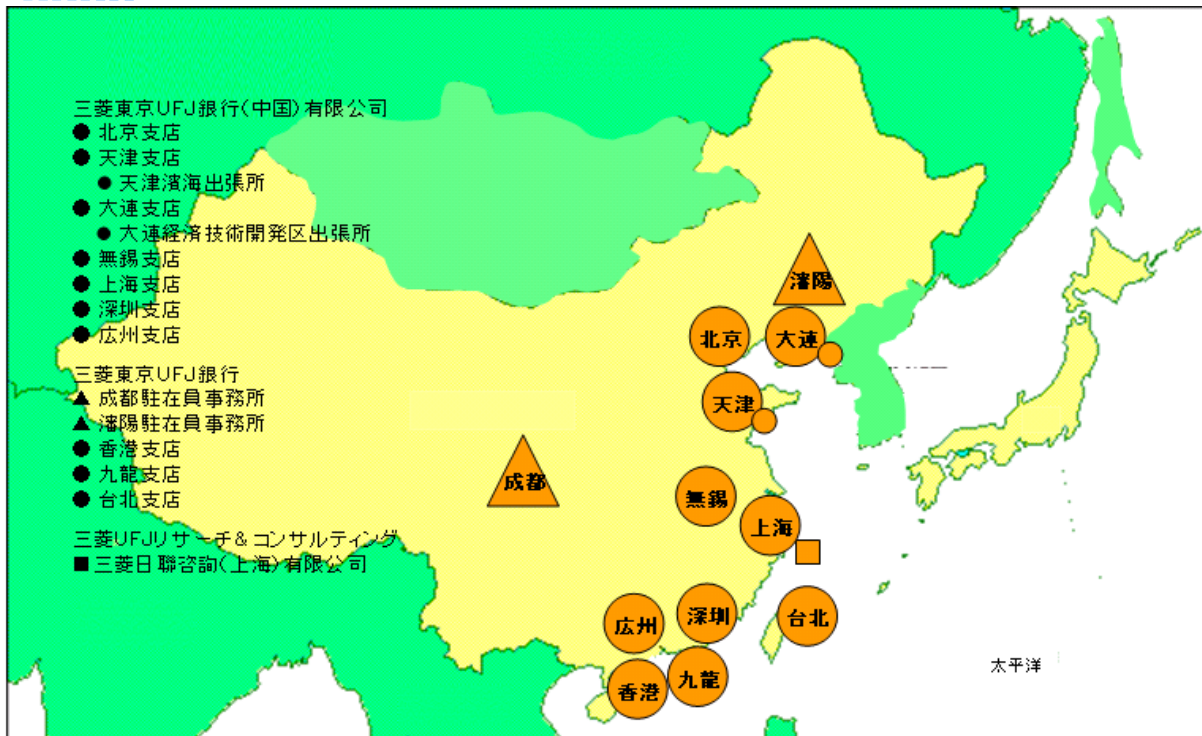 三菱東京UFJ銀行(中国)有限公司
● 北京支店
● 天津支店
● 天津濱海出張所
● 大連支店
● 大連経済技術開発区出張所
● 無錫支店
● 上海支店
● 深圳支店
● 広州支店
三菱東京UFJ銀行
▲ 成都駐在員事務所
▲ 瀋陽駐在員事務所
● 香港支店
● 九龍支店
● 台北支店
三菱UFJリサーチ&コンサルティング
■ 三菱日聯咨詢(上海)有限公司
瀋陽
北京
大連
天津
成都
無錫
上海
広州
深圳
台北
香港
九龍
太平洋